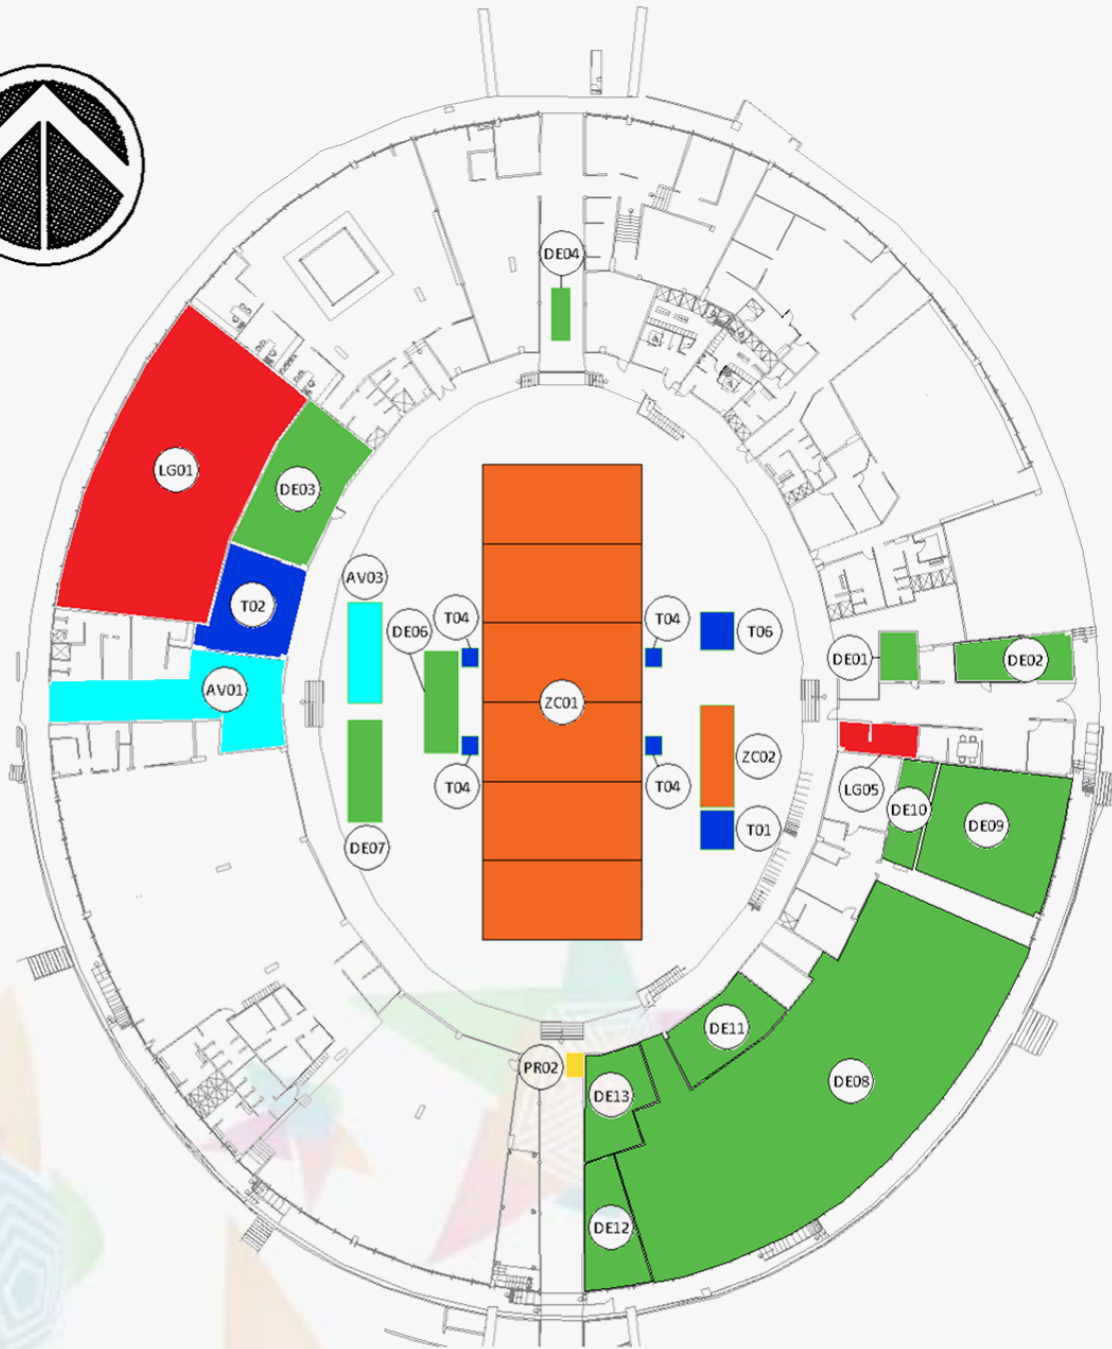 DE04
LG01
DE03
AV03
T02
T04
T04
T06
DE06
DE01
DE02
AV01
ZC01
ZC02
T04
T04
LG05
DE10
DE09
T01
DE07
DE11
PR02
DE08
DE13
DE12